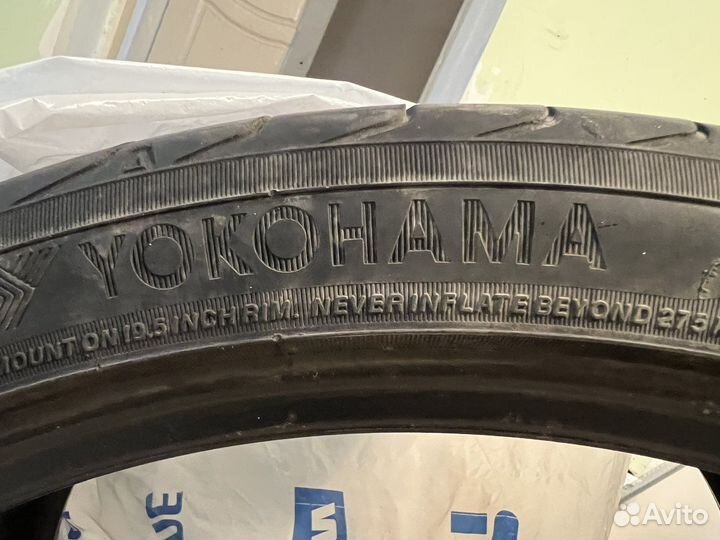 YOKOHAMA
MOUNT ON 19.5 INCH RIM. NEVER INFLATE BEYOND 275
Avito